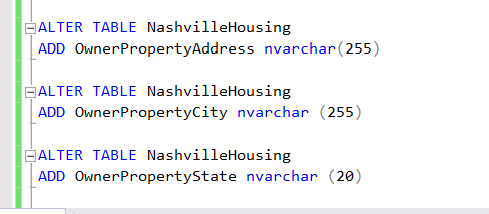 ALTER TABLE NashvilleHousing
ADD OwnerPropertyAddress nvarchar(255)
ALTER TABLE NashvilleHousing
ADD OwnerPropertyCity nvarchar (255)
ALTER TABLE NashvilleHousing
ADD OwnerPropertyState nvarchar (20)